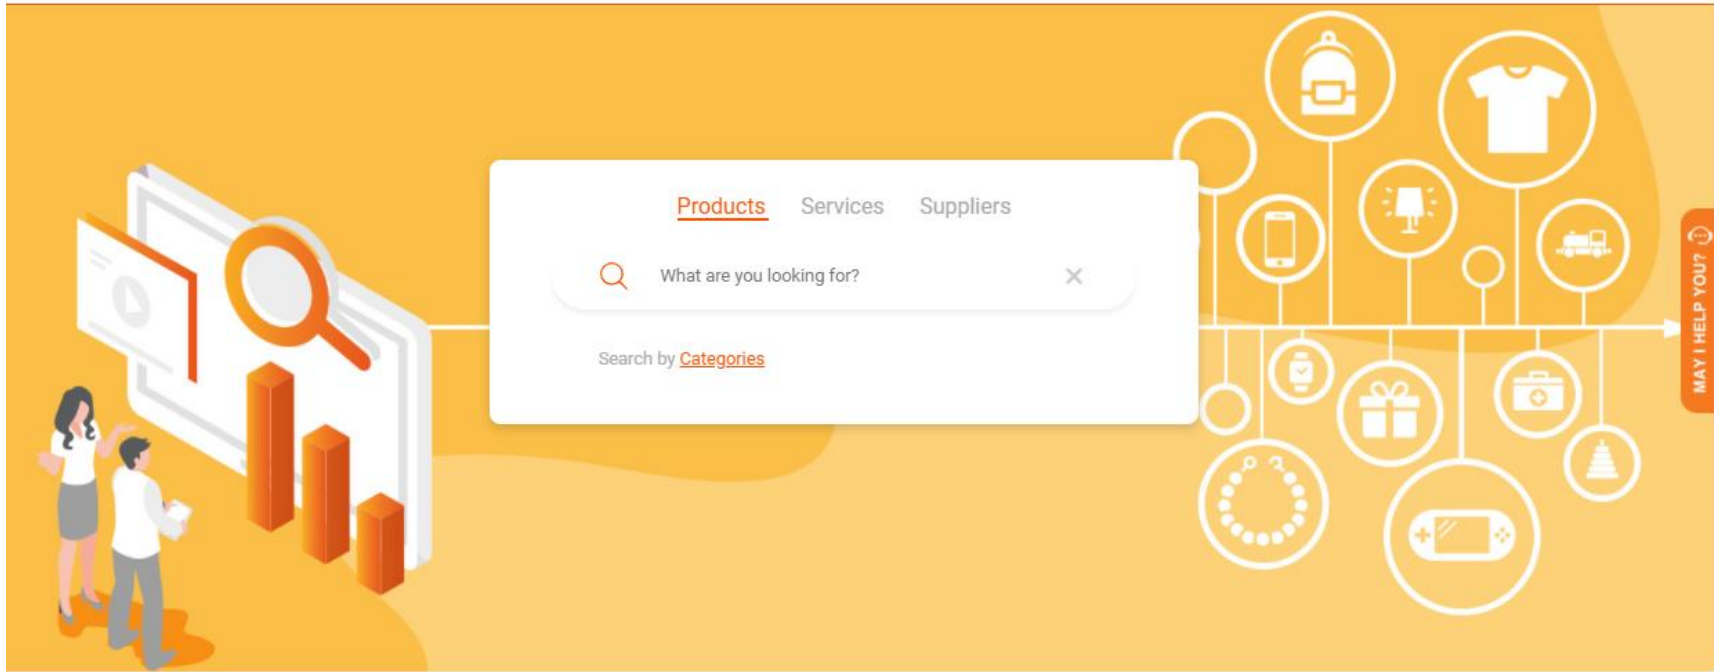 Products Services Suppliers
What are you looking for?
Search by Categories
MAY I HELP YOU?